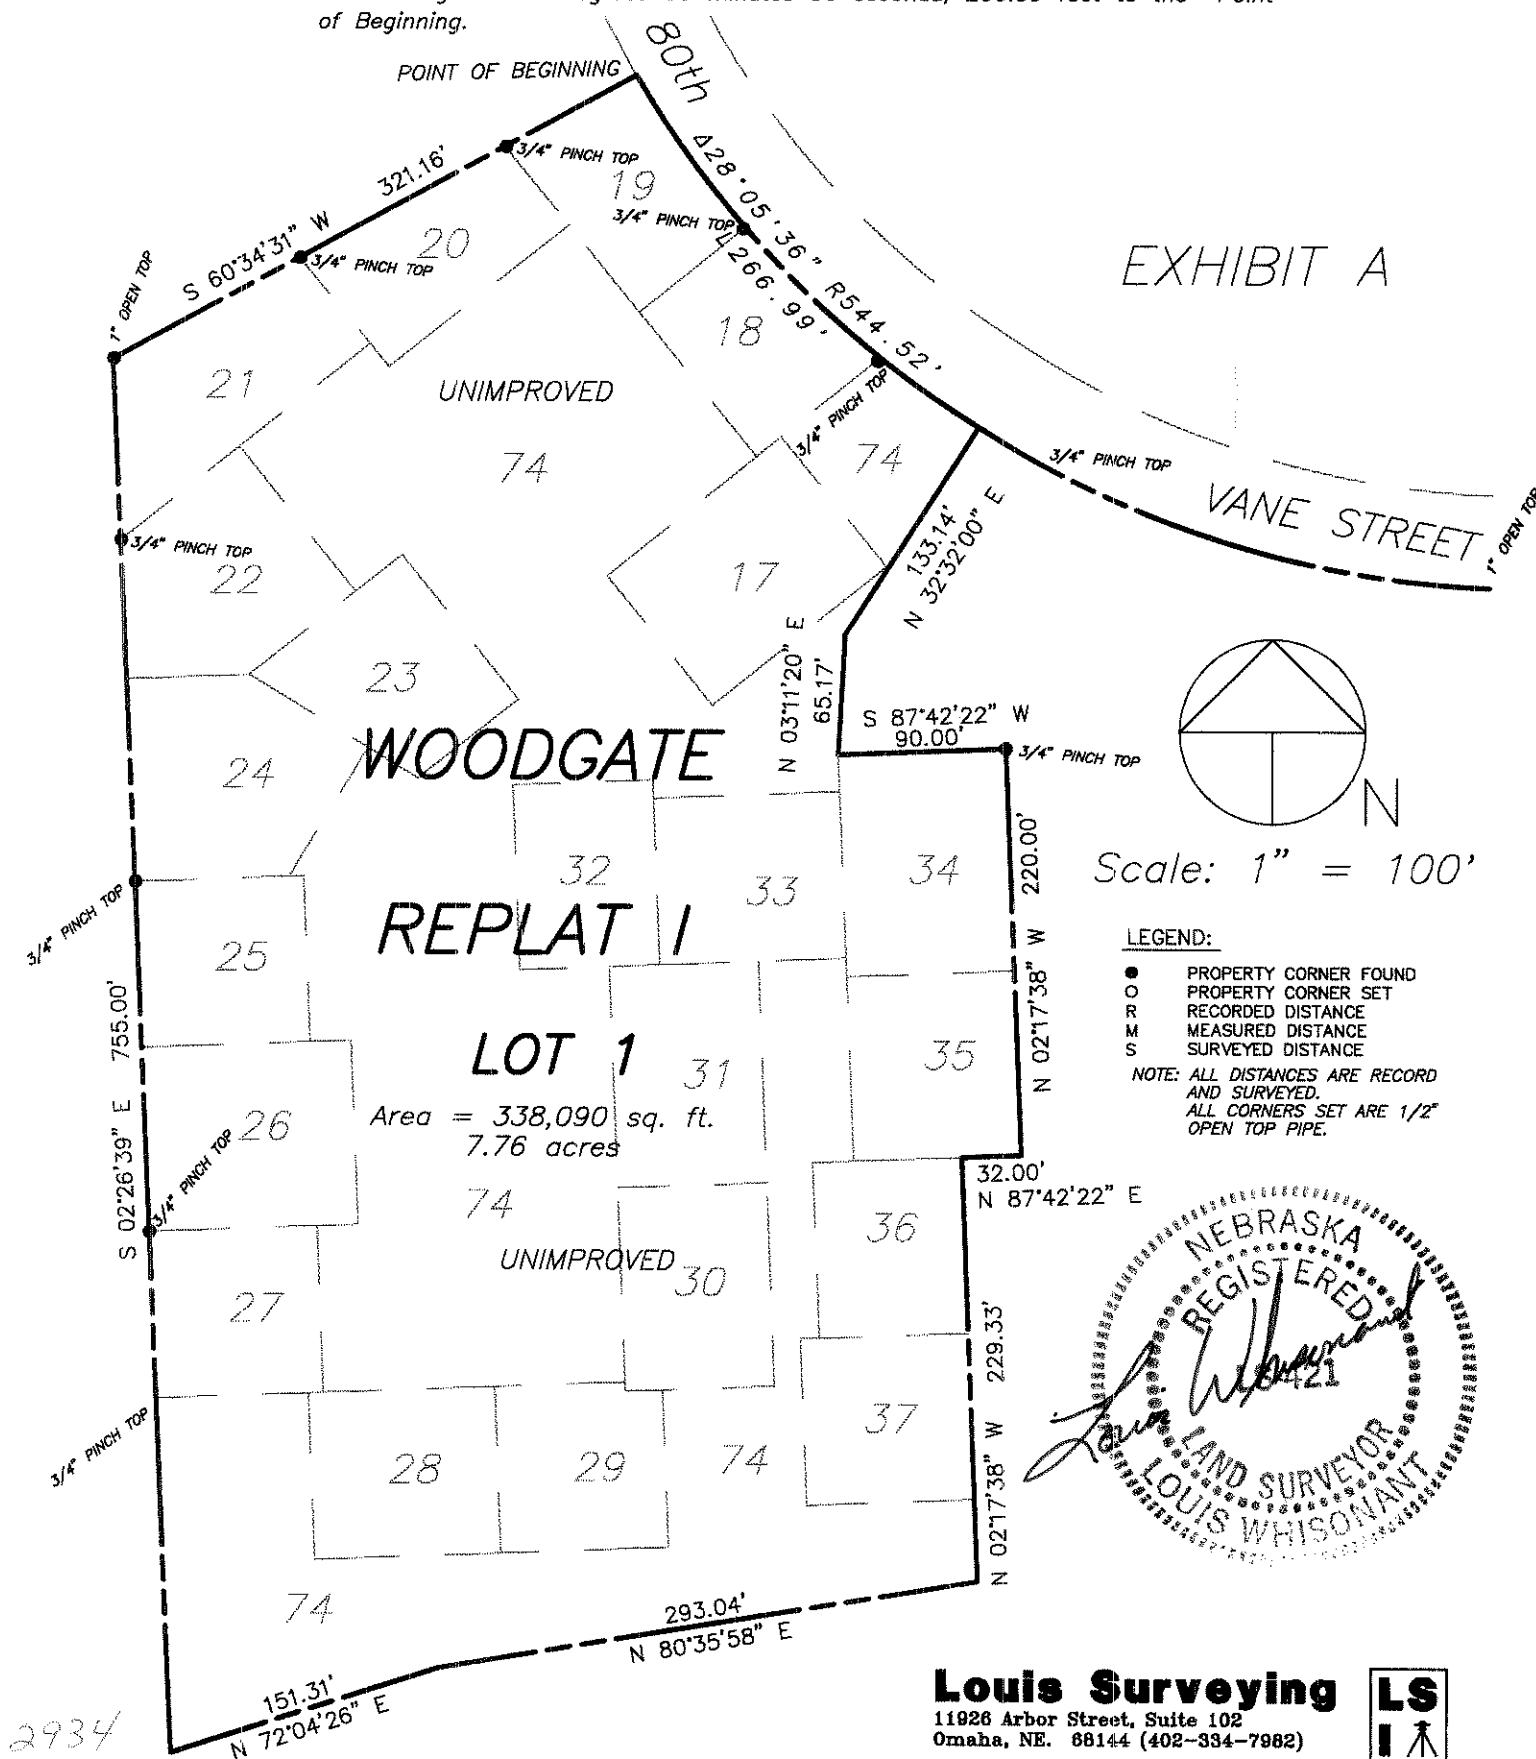 of Beginning.
POINT OF BEGINNING
80th
3/4" PINCH TOP
19
Δ28°05'36" R544.52'
L266.99'
321.16'
S 60°34'31" W
20
3/4" PINCH TOP
3/4" PINCH TOP
1" OPEN TOP
EXHIBIT A
18
21
UNIMPROVED
74
3/4" PINCH TOP
74
3/4" PINCH TOP
VANE STREET
1" OPEN TOP
3/4" PINCH TOP
22
17
133.14'
N 32°32'00" E
23
N 03°11'20" E
65.17'
S 87°42'22" W
90.00'
3/4" PINCH TOP
WOODGATE
24
N
Scale: 1" = 100'
32
33
34
220.00'
N 02°17'38" W
REPLAT I
3/4" PINCH TOP
25
LEGEND:
● PROPERTY CORNER FOUND
O PROPERTY CORNER SET
R RECORDED DISTANCE
M MEASURED DISTANCE
S SURVEYED DISTANCE
NOTE: ALL DISTANCES ARE RECORD
AND SURVEYED.
ALL CORNERS SET ARE 1/2"
OPEN TOP PIPE.
S 02°26'39" E 755.00'
LOT 1
31
35
26
Area = 338,090 sq. ft.
7.76 acres
3/4" PINCH TOP
32.00'
N 87°42'22" E
74
UNIMPROVED
30
36
27
NEBRASKA
REGISTERED
Louis Whisonant
421
LAND SURVEYOR
LOUIS WHISONANT
N 02°17'38" W 229.33'
37
3/4" PINCH TOP
28
29
74
74
293.04'
N 80°35'58" E
151.31'
N 72°04'26" E
2934
Louis Surveying
11926 Arbor Street, Suite 102
Omaha, NE. 68144 (402-334-7982)
LS
I